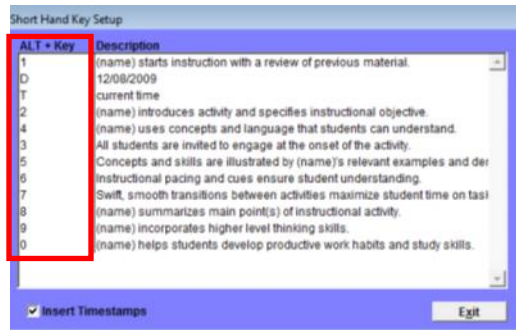 Short Hand Key Setup
ALT + Key Description
1 (name) starts instruction with a review of previous material.
D 12/08/2009
T current time
2 (name) introduces activity and specifies instructional objective.
4 (name) uses concepts and language that students can understand.
3 All students are invited to engage at the onset of the activity.
5 Concepts and skills are illustrated by (name)'s relevant examples and der
6 Instructional pacing and cues ensure student understanding.
7 Swift, smooth transitions between activities maximize student time on task
8 (name) summarizes main point(s) of instructional activity.
9 (name) incorporates higher level thinking skills.
0 (name) helps students develop productive work habits and study skills.
Insert Timestamps Exit